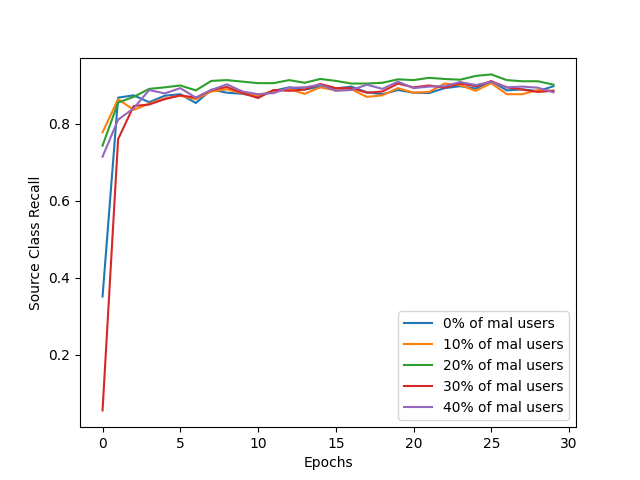 Source Class Recall
0.8
0.6
0.4
0.2
0
5
10
15
20
25
30
Epochs
0% of mal users
10% of mal users
20% of mal users
30% of mal users
40% of mal users